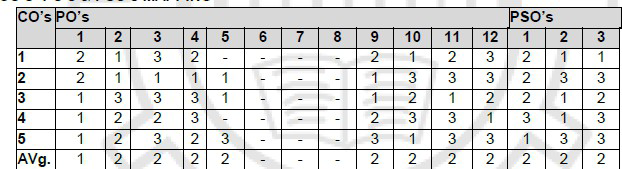 CO's PO's PSO's
1 2 3 4 5 6 7 8 9 10 11 12 1 2 3
1 2 1 3 2 - - - - 2 1 2 3 2 1 1
2 2 1 1 1 1 - - - 1 3 3 3 2 3 3
3 1 3 3 3 1 - - - 1 2 1 2 2 1 2
4 1 2 2 3 - - - - 2 3 3 1 3 1 3
5 1 2 3 2 3 - - - 3 1 3 3 1 3 3
AVg. 1 2 2 2 2 - - - 2 2 2 2 2 2 2